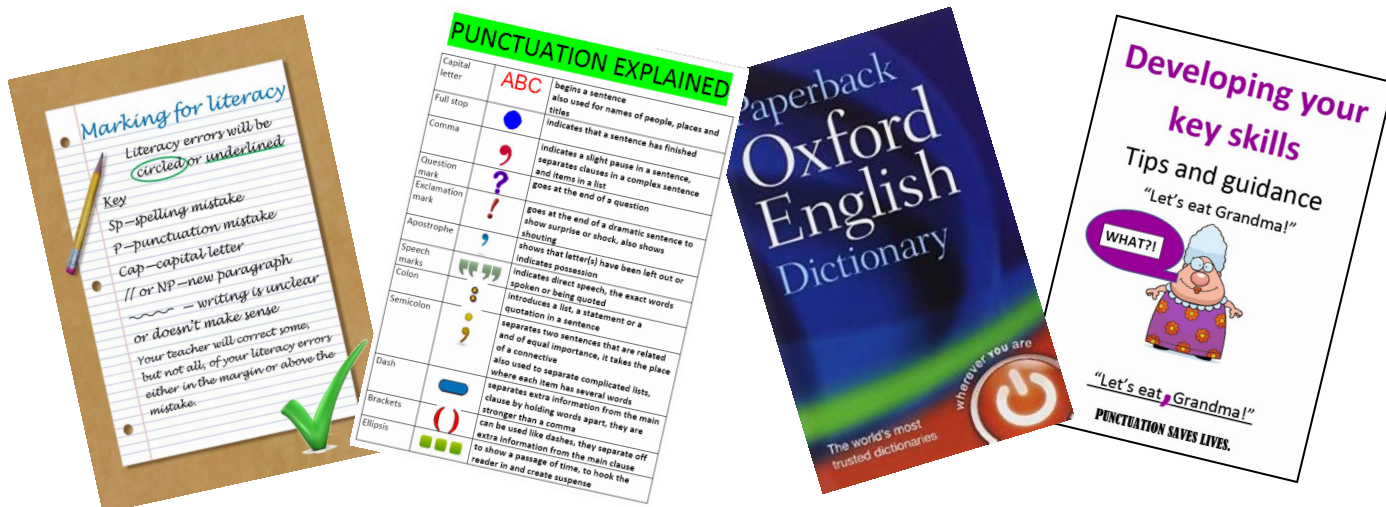 Marking for literacy
Literacy errors will be
circled or underlined
Key
Sp—spelling mistake
P—punctuation mistake
Cap—capital letter
// or NP—new paragraph
— writing is unclear
or doesn't make sense
Your teacher will correct some,
but not all, of your literacy errors
either in the margin or above the
mistake.
PUNCTUATION EXPLAINED
Capital
letter
ABC
begins a sentence
also used for names of people, places and
titles
Full stop
indicates that a sentence has finished
Comma
,
indicates a slight pause in a sentence,
separates clauses in a complex sentence
and items in a list
Question
mark
?
goes at the end of a question
Exclamation
mark
!
goes at the end of a dramatic sentence to
show surprise or shock, also shows
shouting
Apostrophe
’
shows that letter(s) have been left out or
indicates possession
Speech
marks
“ ”
indicates direct speech, the exact words
spoken or being quoted
Colon
:
introduces a list, a statement or a
quotation in a sentence
Semicolon
;
separates two sentences that are related
and of equal importance, it takes the place
of a connective
also used to separate complicated lists,
where each item has several words
Dash
separates extra information from the main
clause by holding words apart, they are
stronger than a comma
Brackets
( )
can be used like dashes, they separate off
extra information from the main clause
Ellipsis
to show a passage of time, to hook the
reader in and create suspense
Paperback
Oxford
English
Dictionary
wherever you are
The world's most
trusted dictionaries
Developing your
key skills
Tips and guidance
“Let's eat Grandma!”
WHAT?!
“Let's eat, Grandma!”
PUNCTUATION SAVES LIVES.